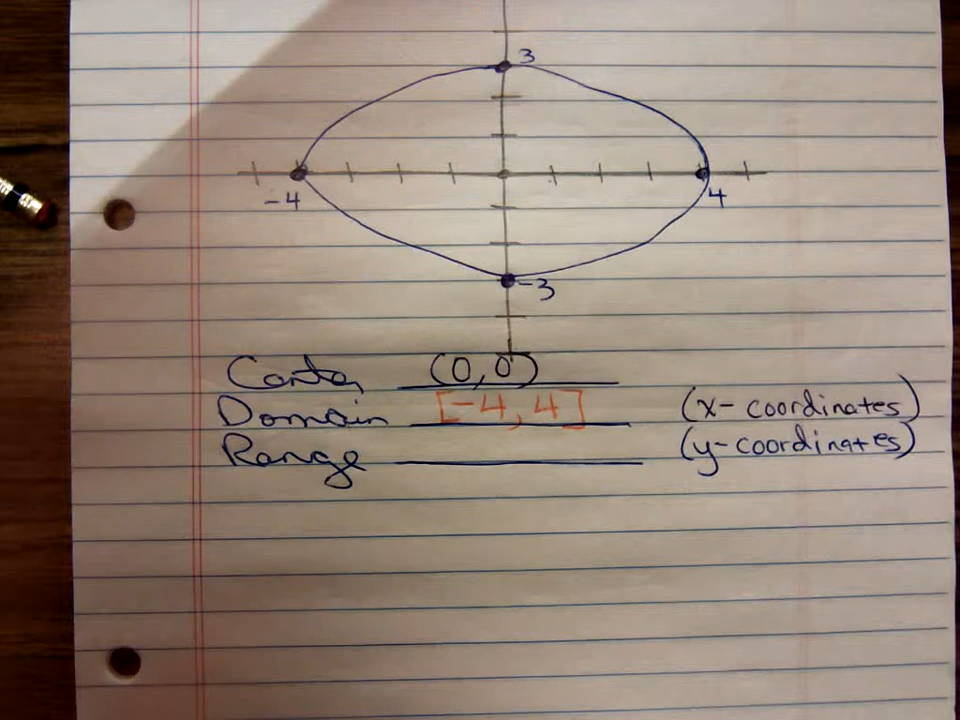 3
-4
4
-3
Center (0,0)
Domain [-4, 4] (x-coordinates)
Range (y-coordinates)